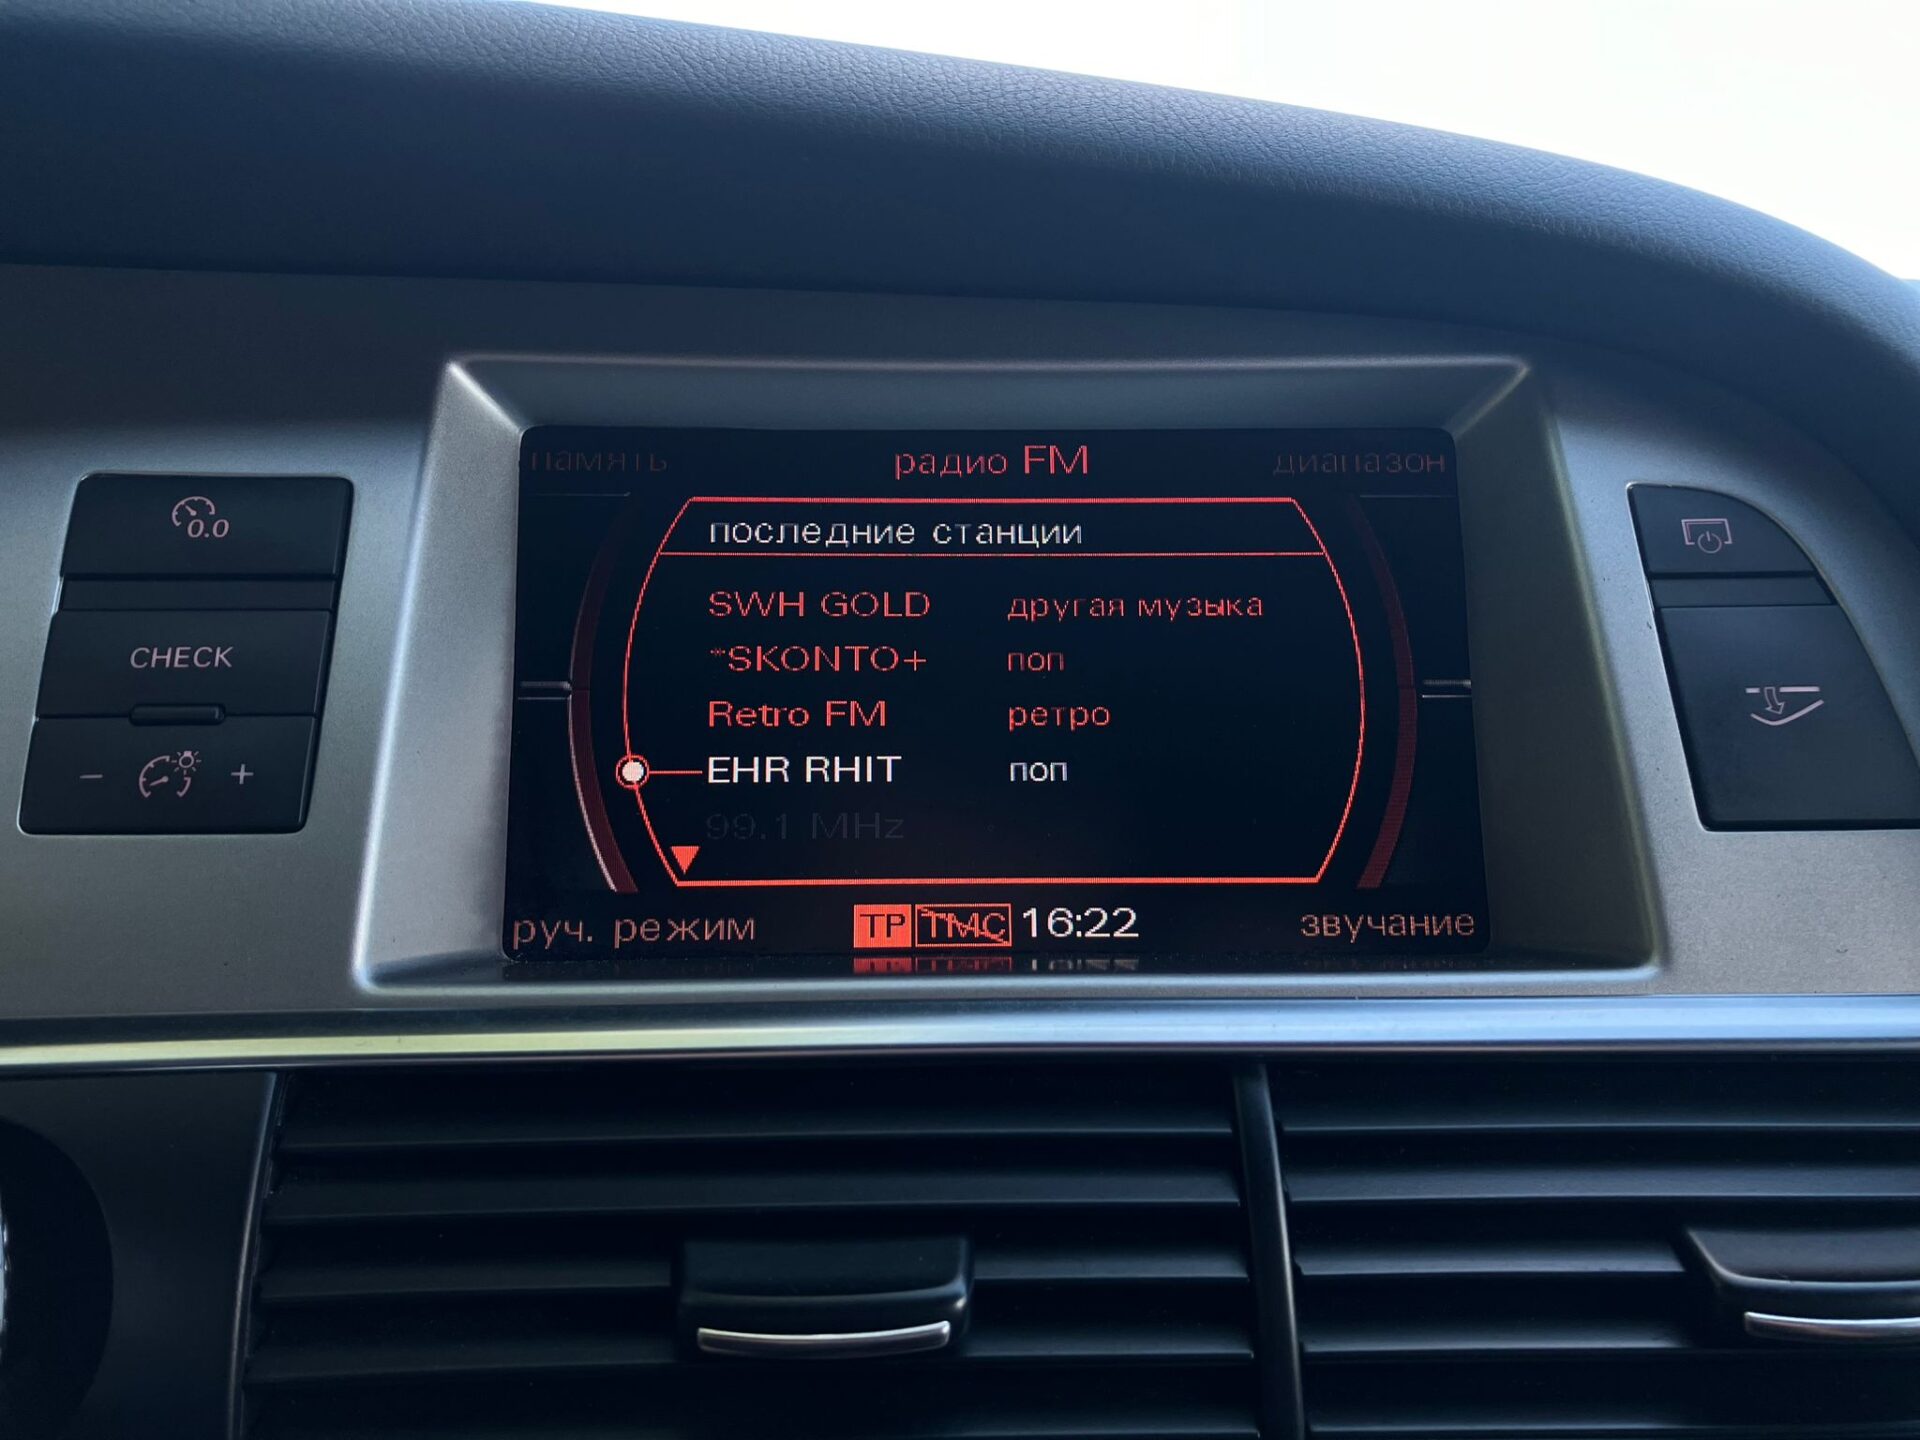 память радио FM диапазон
последние станции
SWH GOLD другая музыка
*SKONTO+ поп
Retro FM ретро
EHR RHIT поп
99.1 MHz
руч. режим TP TMC 16:22 звучание
0.0
CHECK
− +